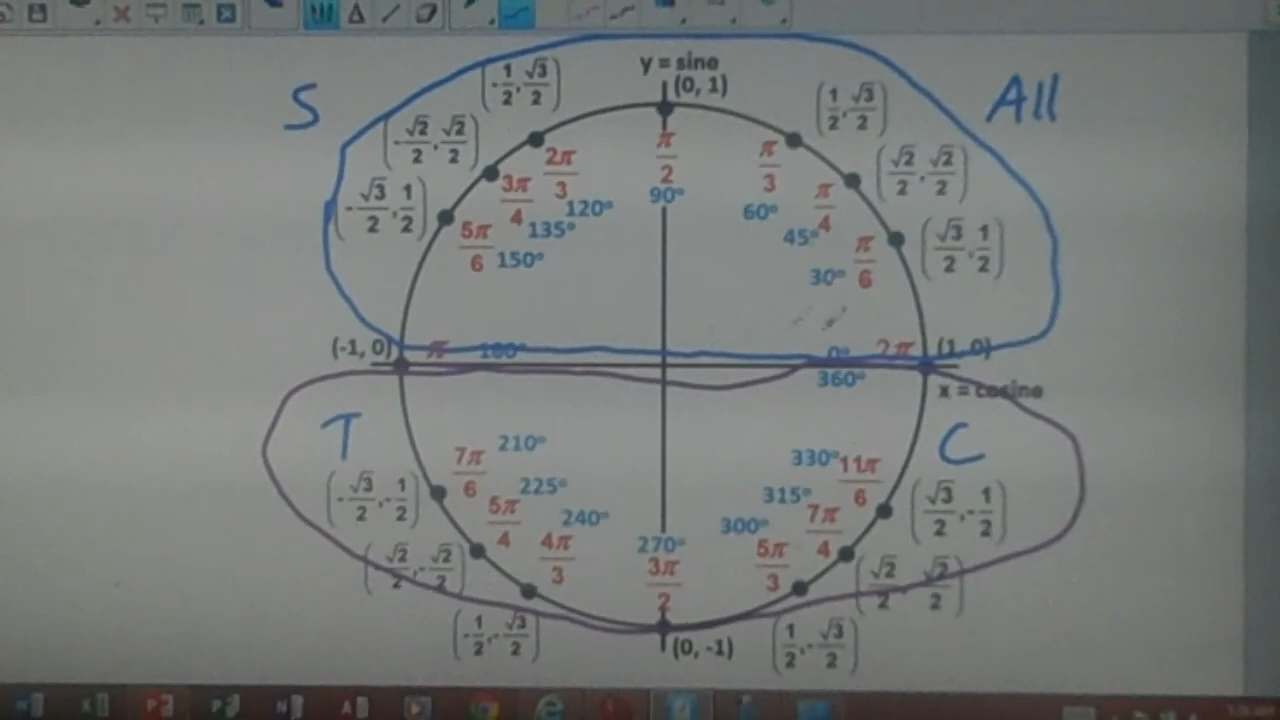 y = sine
(0, 1)
S
All
(-1/2, √3/2)
(1/2, √3/2)
(-√2/2, √2/2)
(√2/2, √2/2)
(-√3/2, 1/2)
(√3/2, 1/2)
2π/3
π/2
π/3
3π/4
π/4
5π/6
π/6
120°
90°
60°
135°
45°
150°
30°
(-1, 0)
π
180°
0°
2π
(1, 0)
360°
x = cosine
T
C
210°
330°
7π/6
11π/6
225°
315°
5π/4
7π/4
240°
300°
4π/3
5π/3
270°
3π/2
(-√3/2, -1/2)
(√3/2, -1/2)
(√2/2, -√2/2)
(√2/2 √2/2)
(-1/2, -√3/2)
(0, -1)
(1/2, -√3/2)